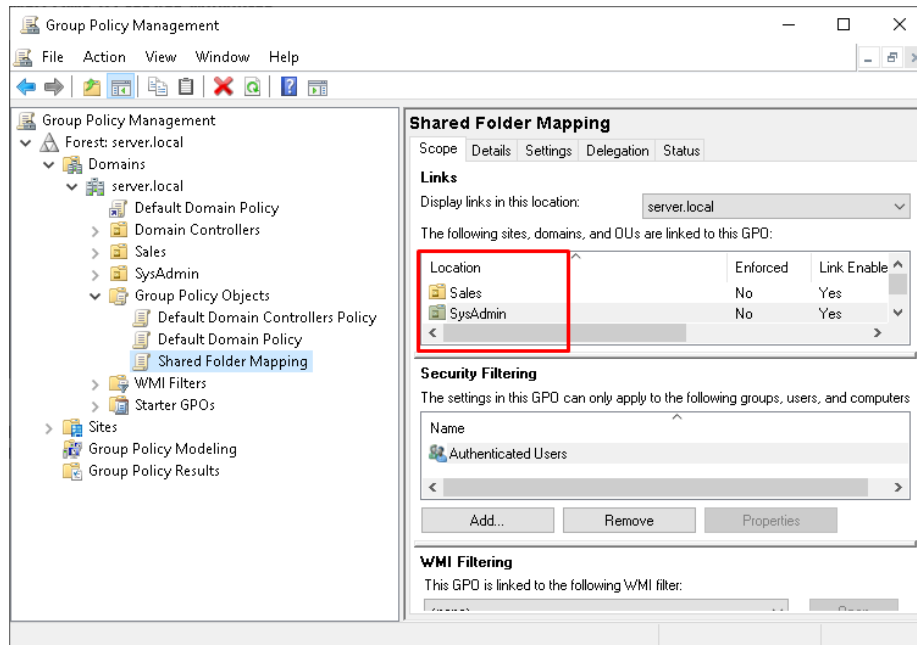 Group Policy Management
File Action View Window Help
Group Policy Management
Forest: server.local
Domains
server.local
Default Domain Policy
Domain Controllers
Sales
SysAdmin
Group Policy Objects
Default Domain Controllers Policy
Default Domain Policy
Shared Folder Mapping
WMI Filters
Starter GPOs
Sites
Group Policy Modeling
Group Policy Results
Shared Folder Mapping
Scope Details Settings Delegation Status
Links
Display links in this location: server.local
The following sites, domains, and OUs are linked to this GPO:
Location Enforced Link Enable
Sales No Yes
SysAdmin No Yes
Security Filtering
The settings in this GPO can only apply to the following groups, users, and computers
Name
Authenticated Users
Add... Remove Properties
WMI Filtering
This GPO is linked to the following WMI filter: